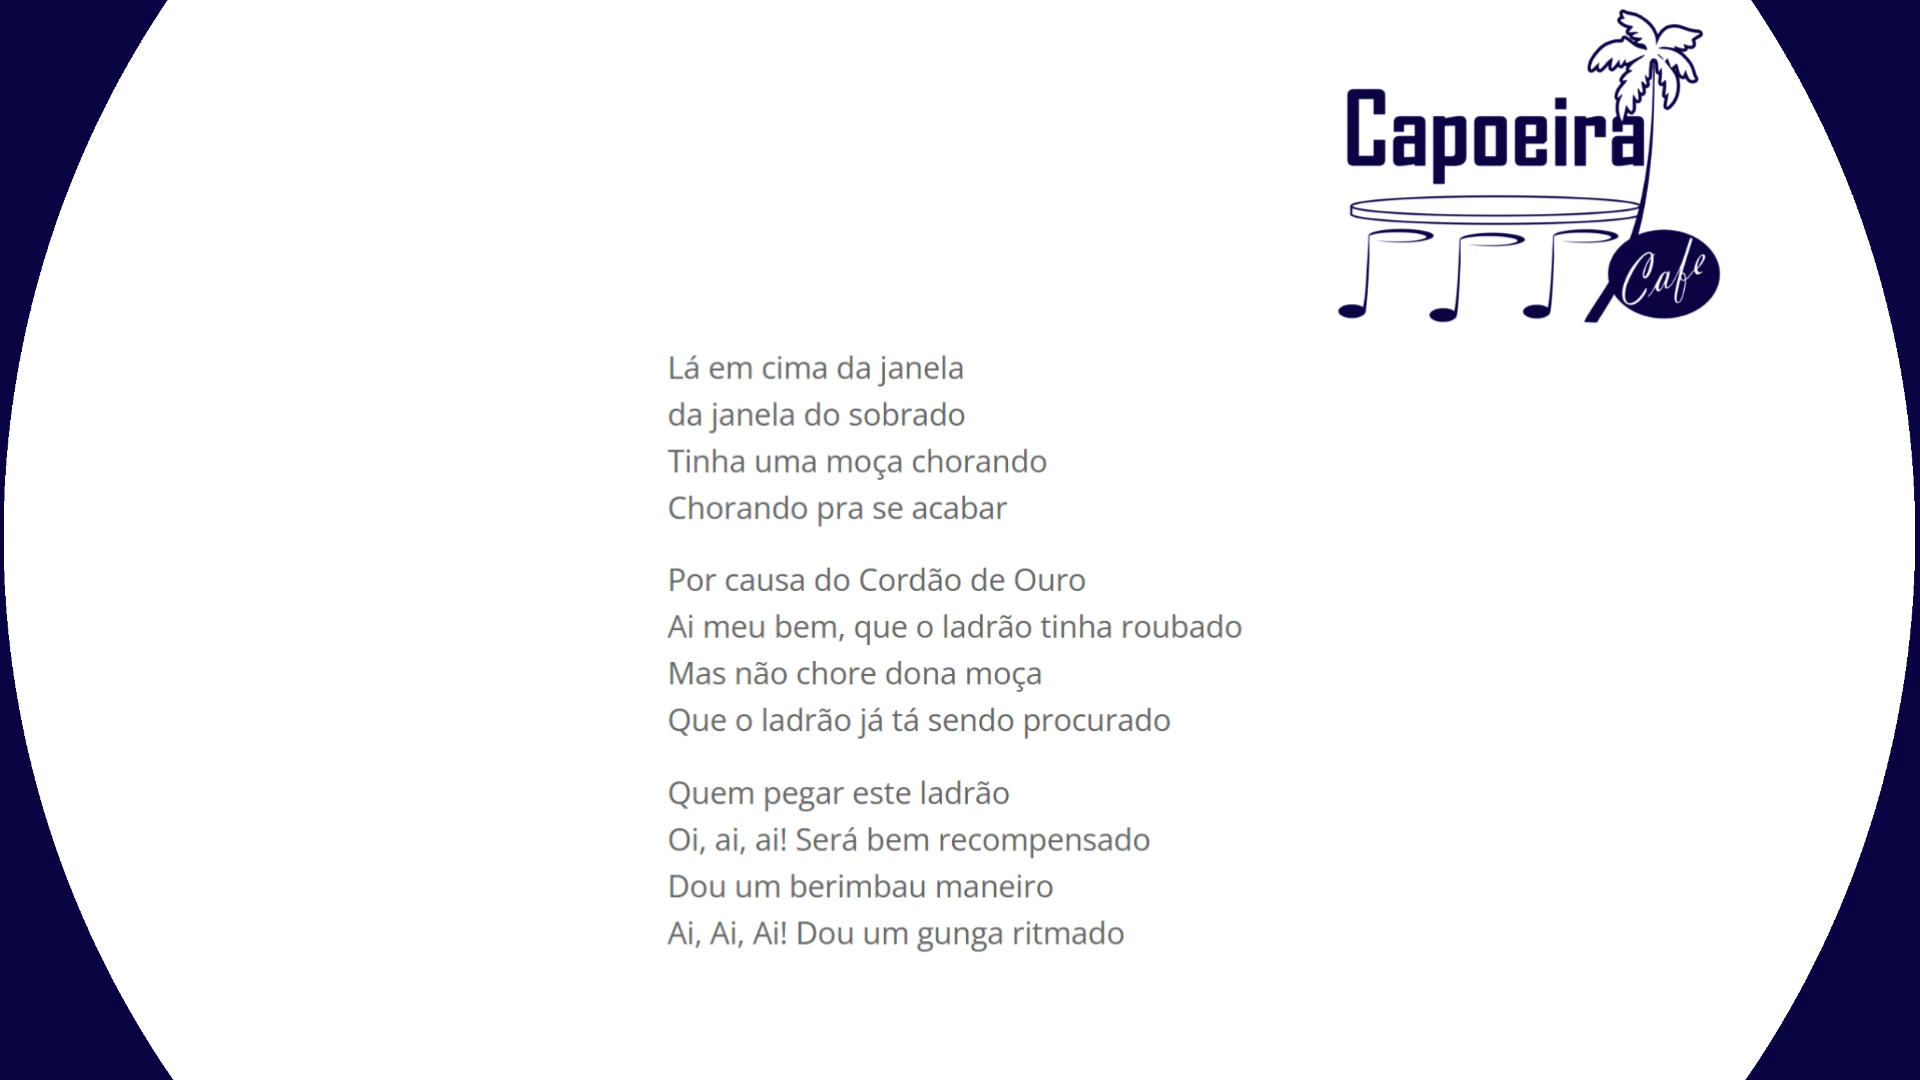 Capoeira
Cafe
Lá em cima da janela
da janela do sobrado
Tinha uma moça chorando
Chorando pra se acabar
Por causa do Cordão de Ouro
Ai meu bem, que o ladrão tinha roubado
Mas não chore dona moça
Que o ladrão já tá sendo procurado
Quem pegar este ladrão
Oi, ai, ai! Será bem recompensado
Dou um berimbau maneiro
Ai, Ai, Ai! Dou um gunga ritmado